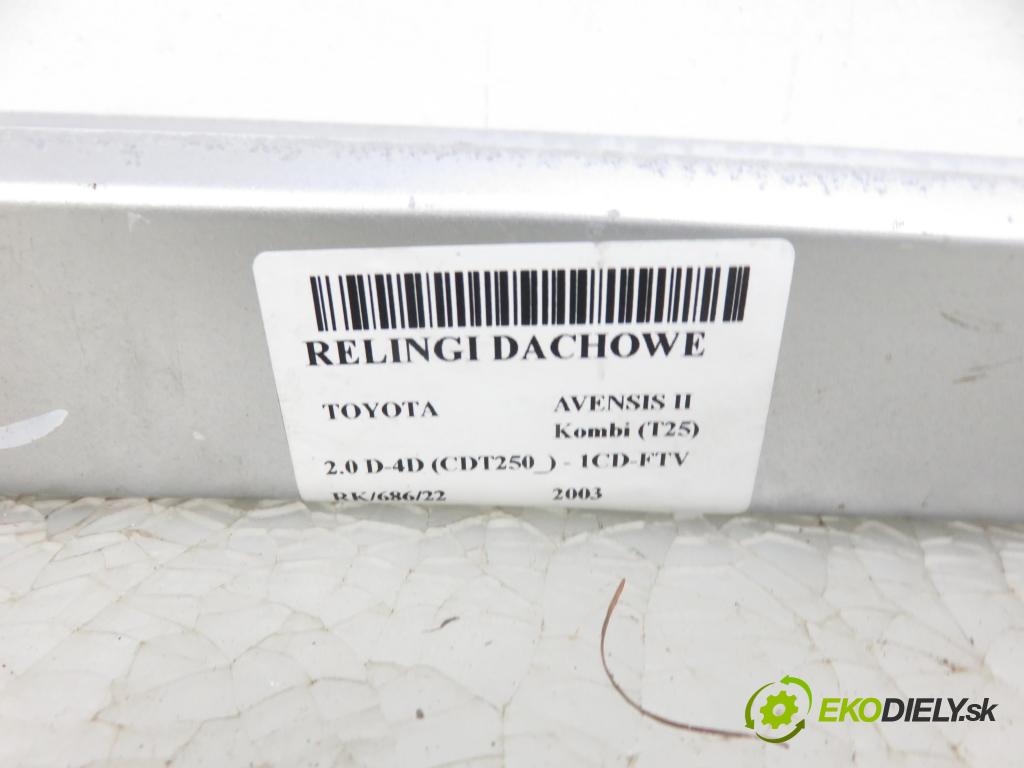 RELINGI DACHOWE
TOYOTA AVENSIS II
Kombi (T25)
2.0 D-4D (CDT250_) - 1CD-FTV
RK/686/22 2003
EKODIELY.sk